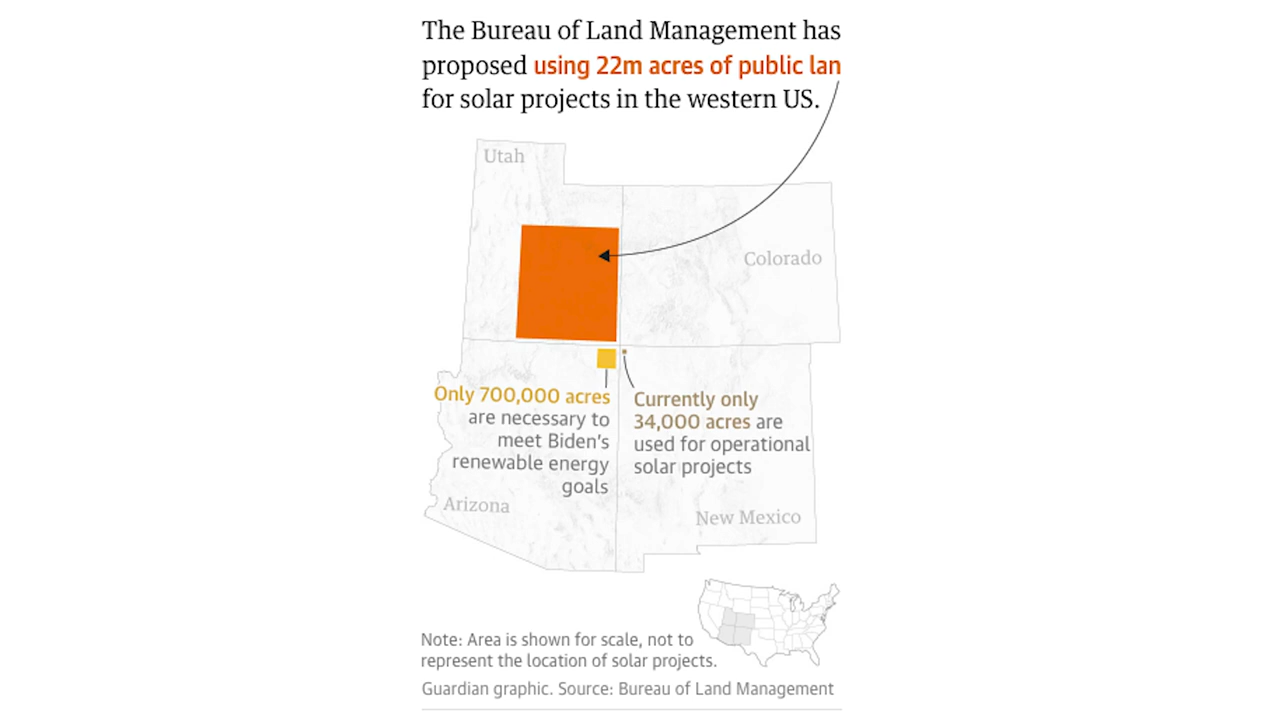 The Bureau of Land Management has
proposed using 22m acres of public lan
for solar projects in the western US.
Utah
Colorado
Only 700,000 acres
are necessary to
meet Biden's
renewable energy
goals
Currently only
34,000 acres are
used for operational
solar projects
Arizona
New Mexico
Note: Area is shown for scale, not to
represent the location of solar projects.
Guardian graphic. Source: Bureau of Land Management